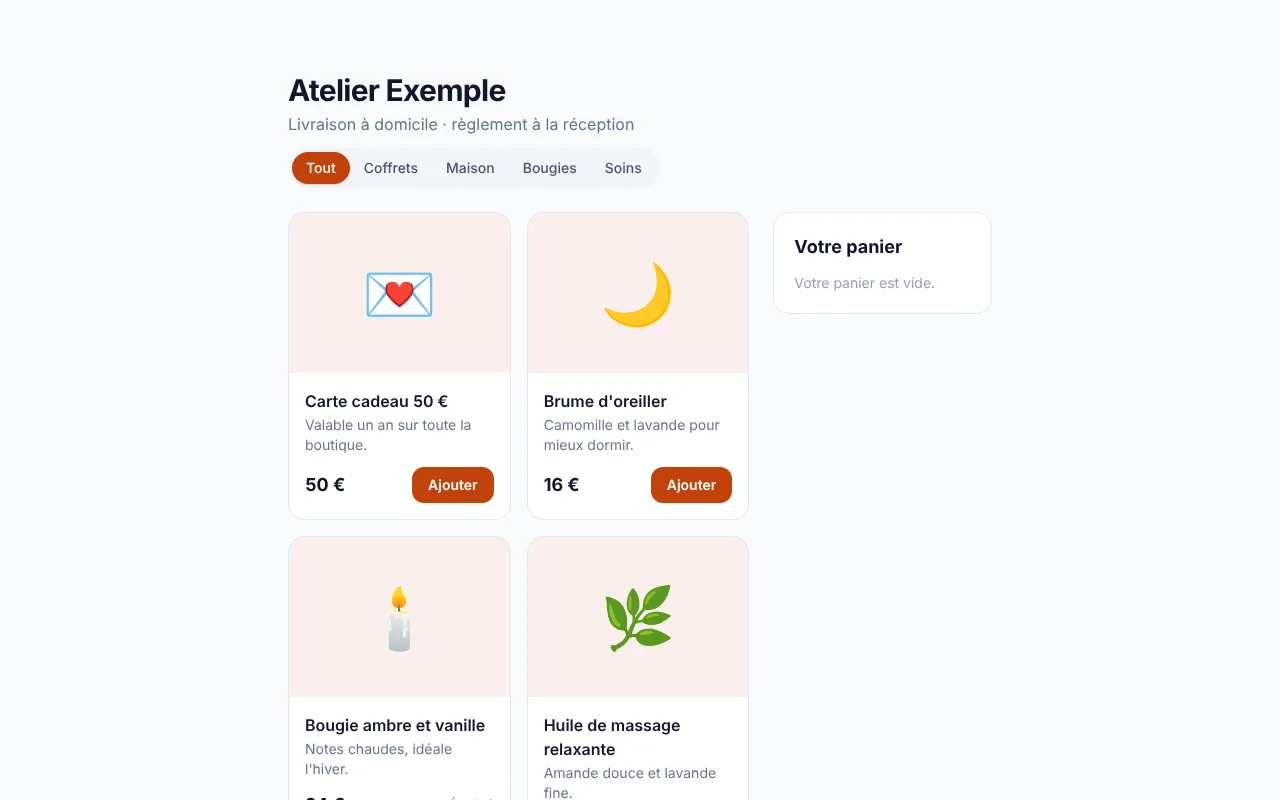 Atelier Exemple
Livraison à domicile · règlement à la réception
Tout
Coffrets
Maison
Bougies
Soins
Carte cadeau 50 €
Valable un an sur toute la
boutique.
50 €
Ajouter
Brume d'oreiller
Camomille et lavande pour
mieux dormir.
16 €
Ajouter
Votre panier
Votre panier est vide.
Bougie ambre et vanille
Notes chaudes, idéale
l'hiver.
Huile de massage
relaxante
Amande douce et lavande
fine.